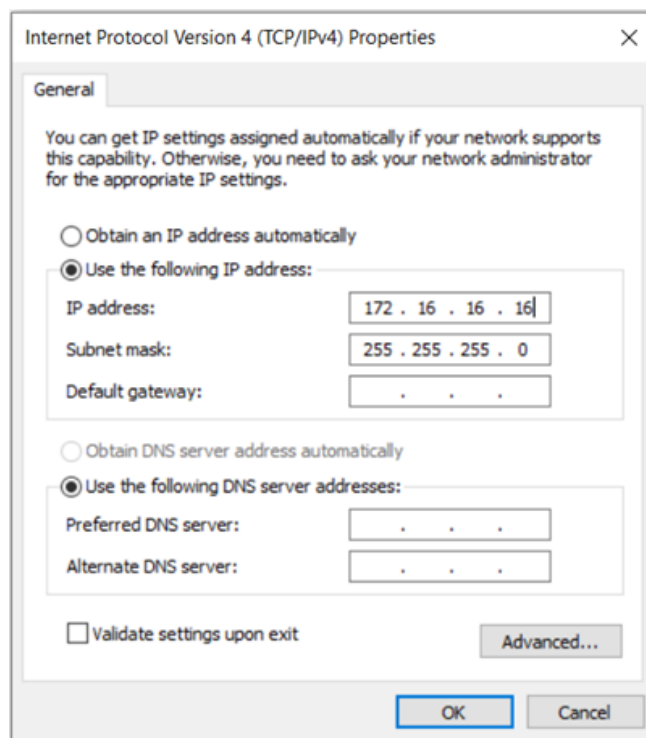 Internet Protocol Version 4 (TCP/IPv4) Properties
General
You can get IP settings assigned automatically if your network supports
this capability. Otherwise, you need to ask your network administrator
for the appropriate IP settings.
Obtain an IP address automatically
Use the following IP address:
IP address: 172 . 16 . 16 . 16
Subnet mask: 255 . 255 . 255 . 0
Default gateway: . . .
Obtain DNS server address automatically
Use the following DNS server addresses:
Preferred DNS server: . . .
Alternate DNS server: . . .
Validate settings upon exit
Advanced...
OK Cancel